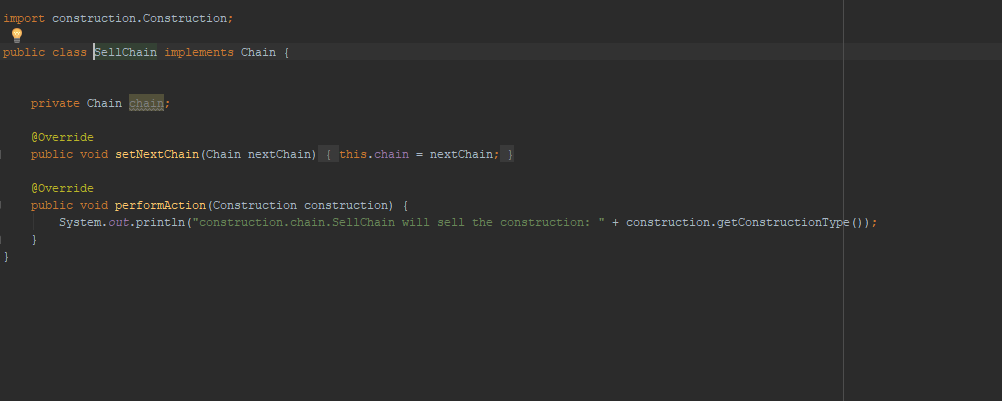 import construction.Construction;
public class SellChain implements Chain {
private Chain chain;
@Override
public void setNextChain(Chain nextChain) { this.chain = nextChain; }
@Override
public void performAction(Construction construction) {
System.out.println("construction.chain.SellChain will sell the construction: " + construction.getConstructionType());
}
}